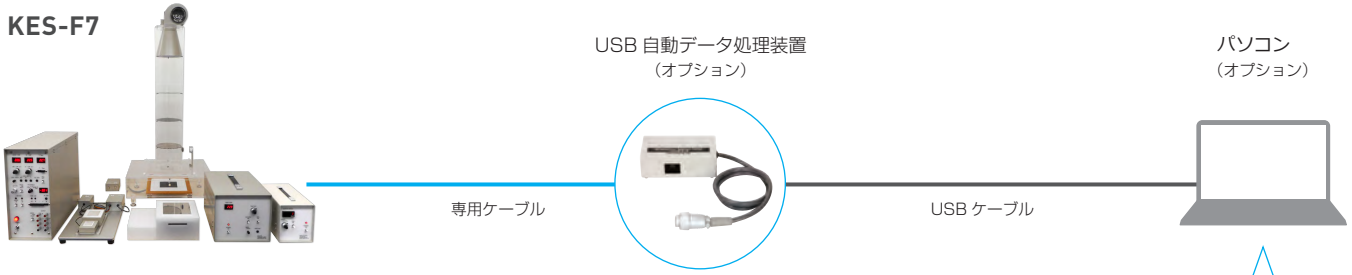 KES-F7
USB 自動データ処理装置
(オプション)
パソコン
(オプション)
専用ケーブル
USB ケーブル